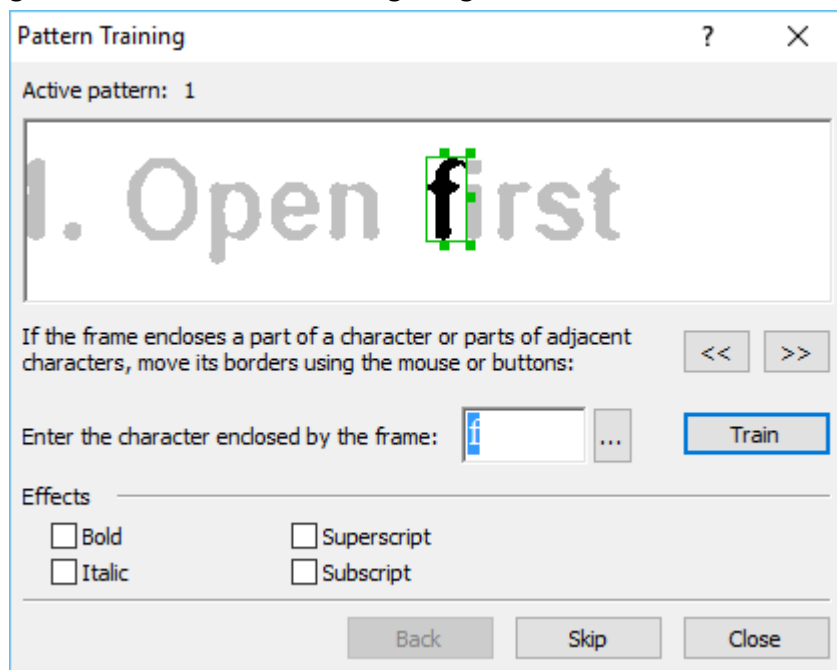 Pattern Training ? ×
Active pattern: 1
1. Open first
If the frame encloses a part of a character or parts of adjacent
characters, move its borders using the mouse or buttons:
<< >>
Enter the character enclosed by the frame: f ... Train
Effects
Bold Superscript
Italic Subscript
Back Skip Close